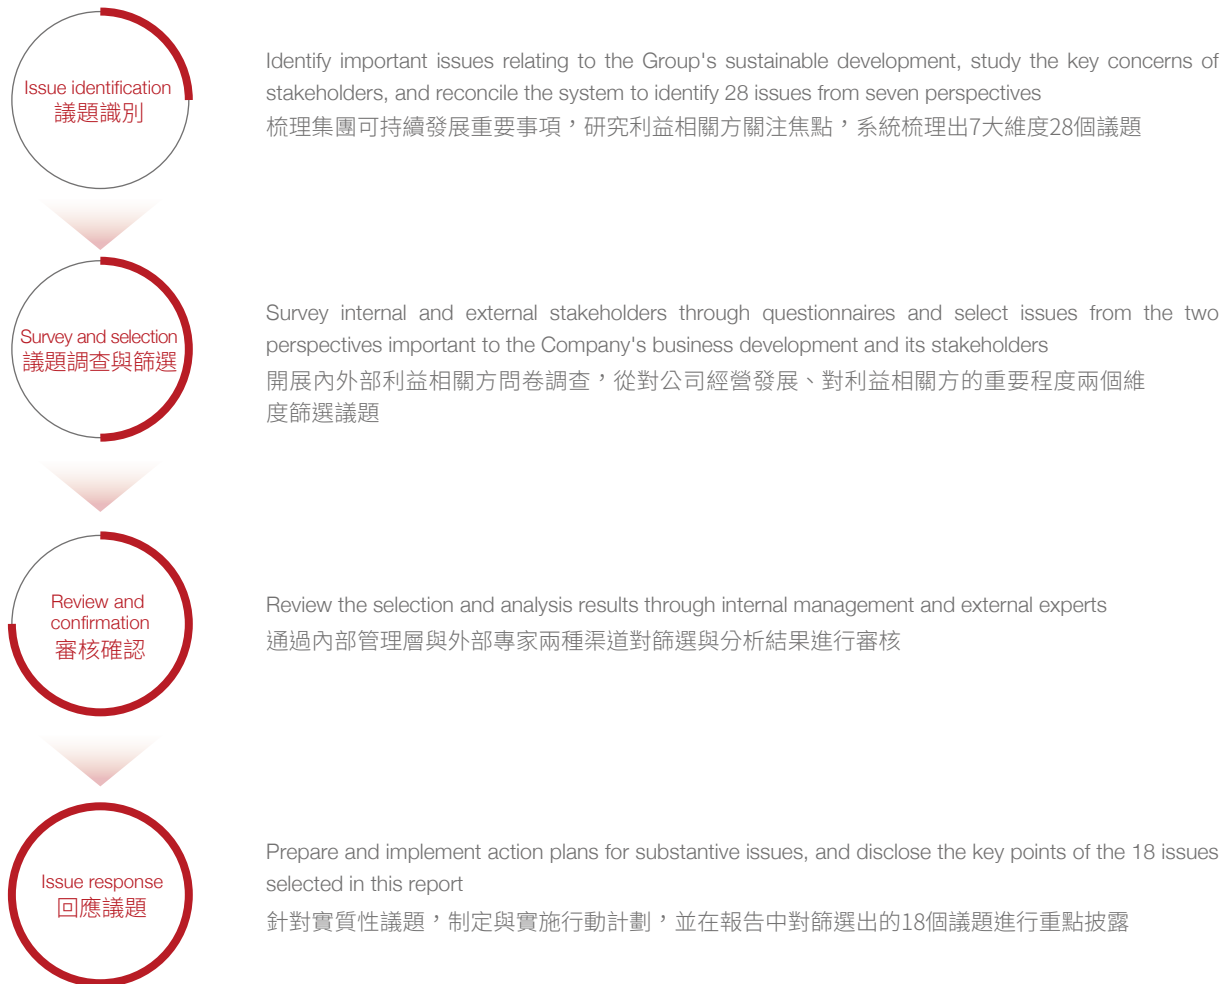 Issue identification
議題識別
Identify important issues relating to the Group's sustainable development, study the key concerns of
stakeholders, and reconcile the system to identify 28 issues from seven perspectives
梳理集團可持續發展重要事項，研究利益相關方關注焦點，系統梳理出7大維度28個議題
Survey and selection
議題調查與篩選
Survey internal and external stakeholders through questionnaires and select issues from the two
perspectives important to the Company's business development and its stakeholders
開展內外部利益相關方問卷調查，從對公司經營發展、對利益相關方的重要程度兩個維
度篩選議題
Review and
confirmation
審核確認
Review the selection and analysis results through internal management and external experts
通過內部管理層與外部專家兩種渠道對篩選與分析結果進行審核
Issue response
回應議題
Prepare and implement action plans for substantive issues, and disclose the key points of the 18 issues
selected in this report
針對實質性議題，制定與實施行動計劃，並在報告中對篩選出的18個議題進行重點披露